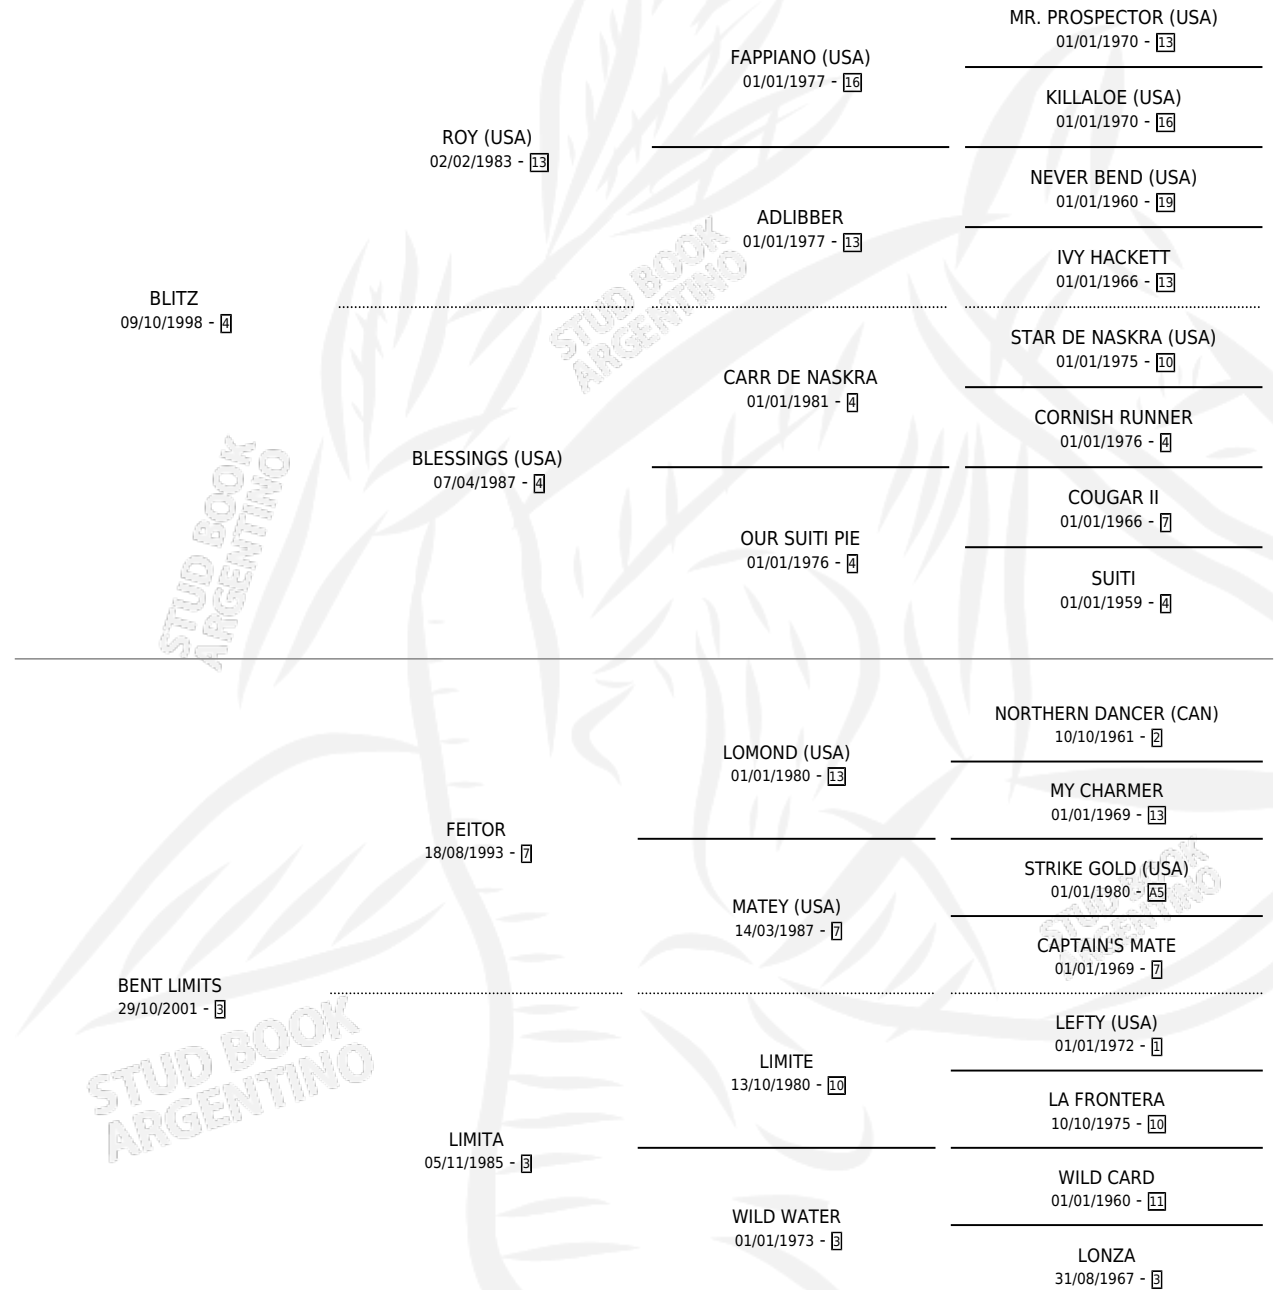 MR. PROSPECTOR (USA)
01/01/1970 - 13
FAPPIANO (USA)
01/01/1977 - 16
KILLALOE (USA)
01/01/1970 - 16
ROY (USA)
02/02/1983 - 13
NEVER BEND (USA)
01/01/1960 - 19
ADLIBBER
01/01/1977 - 13
IVY HACKETT
01/01/1966 - 13
BLITZ
09/10/1998 - 4
STAR DE NASKRA (USA)
01/01/1975 - 10
CARR DE NASKRA
01/01/1981 - 4
CORNISH RUNNER
01/01/1976 - 4
BLESSINGS (USA)
07/04/1987 - 4
COUGAR II
01/01/1966 - 7
OUR SUITI PIE
01/01/1976 - 4
SUITI
01/01/1959 - 4
NORTHERN DANCER (CAN)
10/10/1961 - 2
LOMOND (USA)
01/01/1980 - 13
MY CHARMER
01/01/1969 - 13
FEITOR
18/08/1993 - 7
STRIKE GOLD (USA)
01/01/1980 - A5
MATEY (USA)
14/03/1987 - 7
CAPTAIN'S MATE
01/01/1969 - 7
BENT LIMITS
29/10/2001 - 3
LEFTY (USA)
01/01/1972 - 1
LIMITE
13/10/1980 - 10
LA FRONTERA
10/10/1975 - 10
LIMITA
05/11/1985 - 3
WILD CARD
01/01/1960 - 11
WILD WATER
01/01/1973 - 3
LONZA
31/08/1967 - 3
STUD BOOK
ARGENTINO
STUD BOOK
ARGENTINO
STUD BOOK
ARGENTINO
STUD BOOK
ARGENTINO